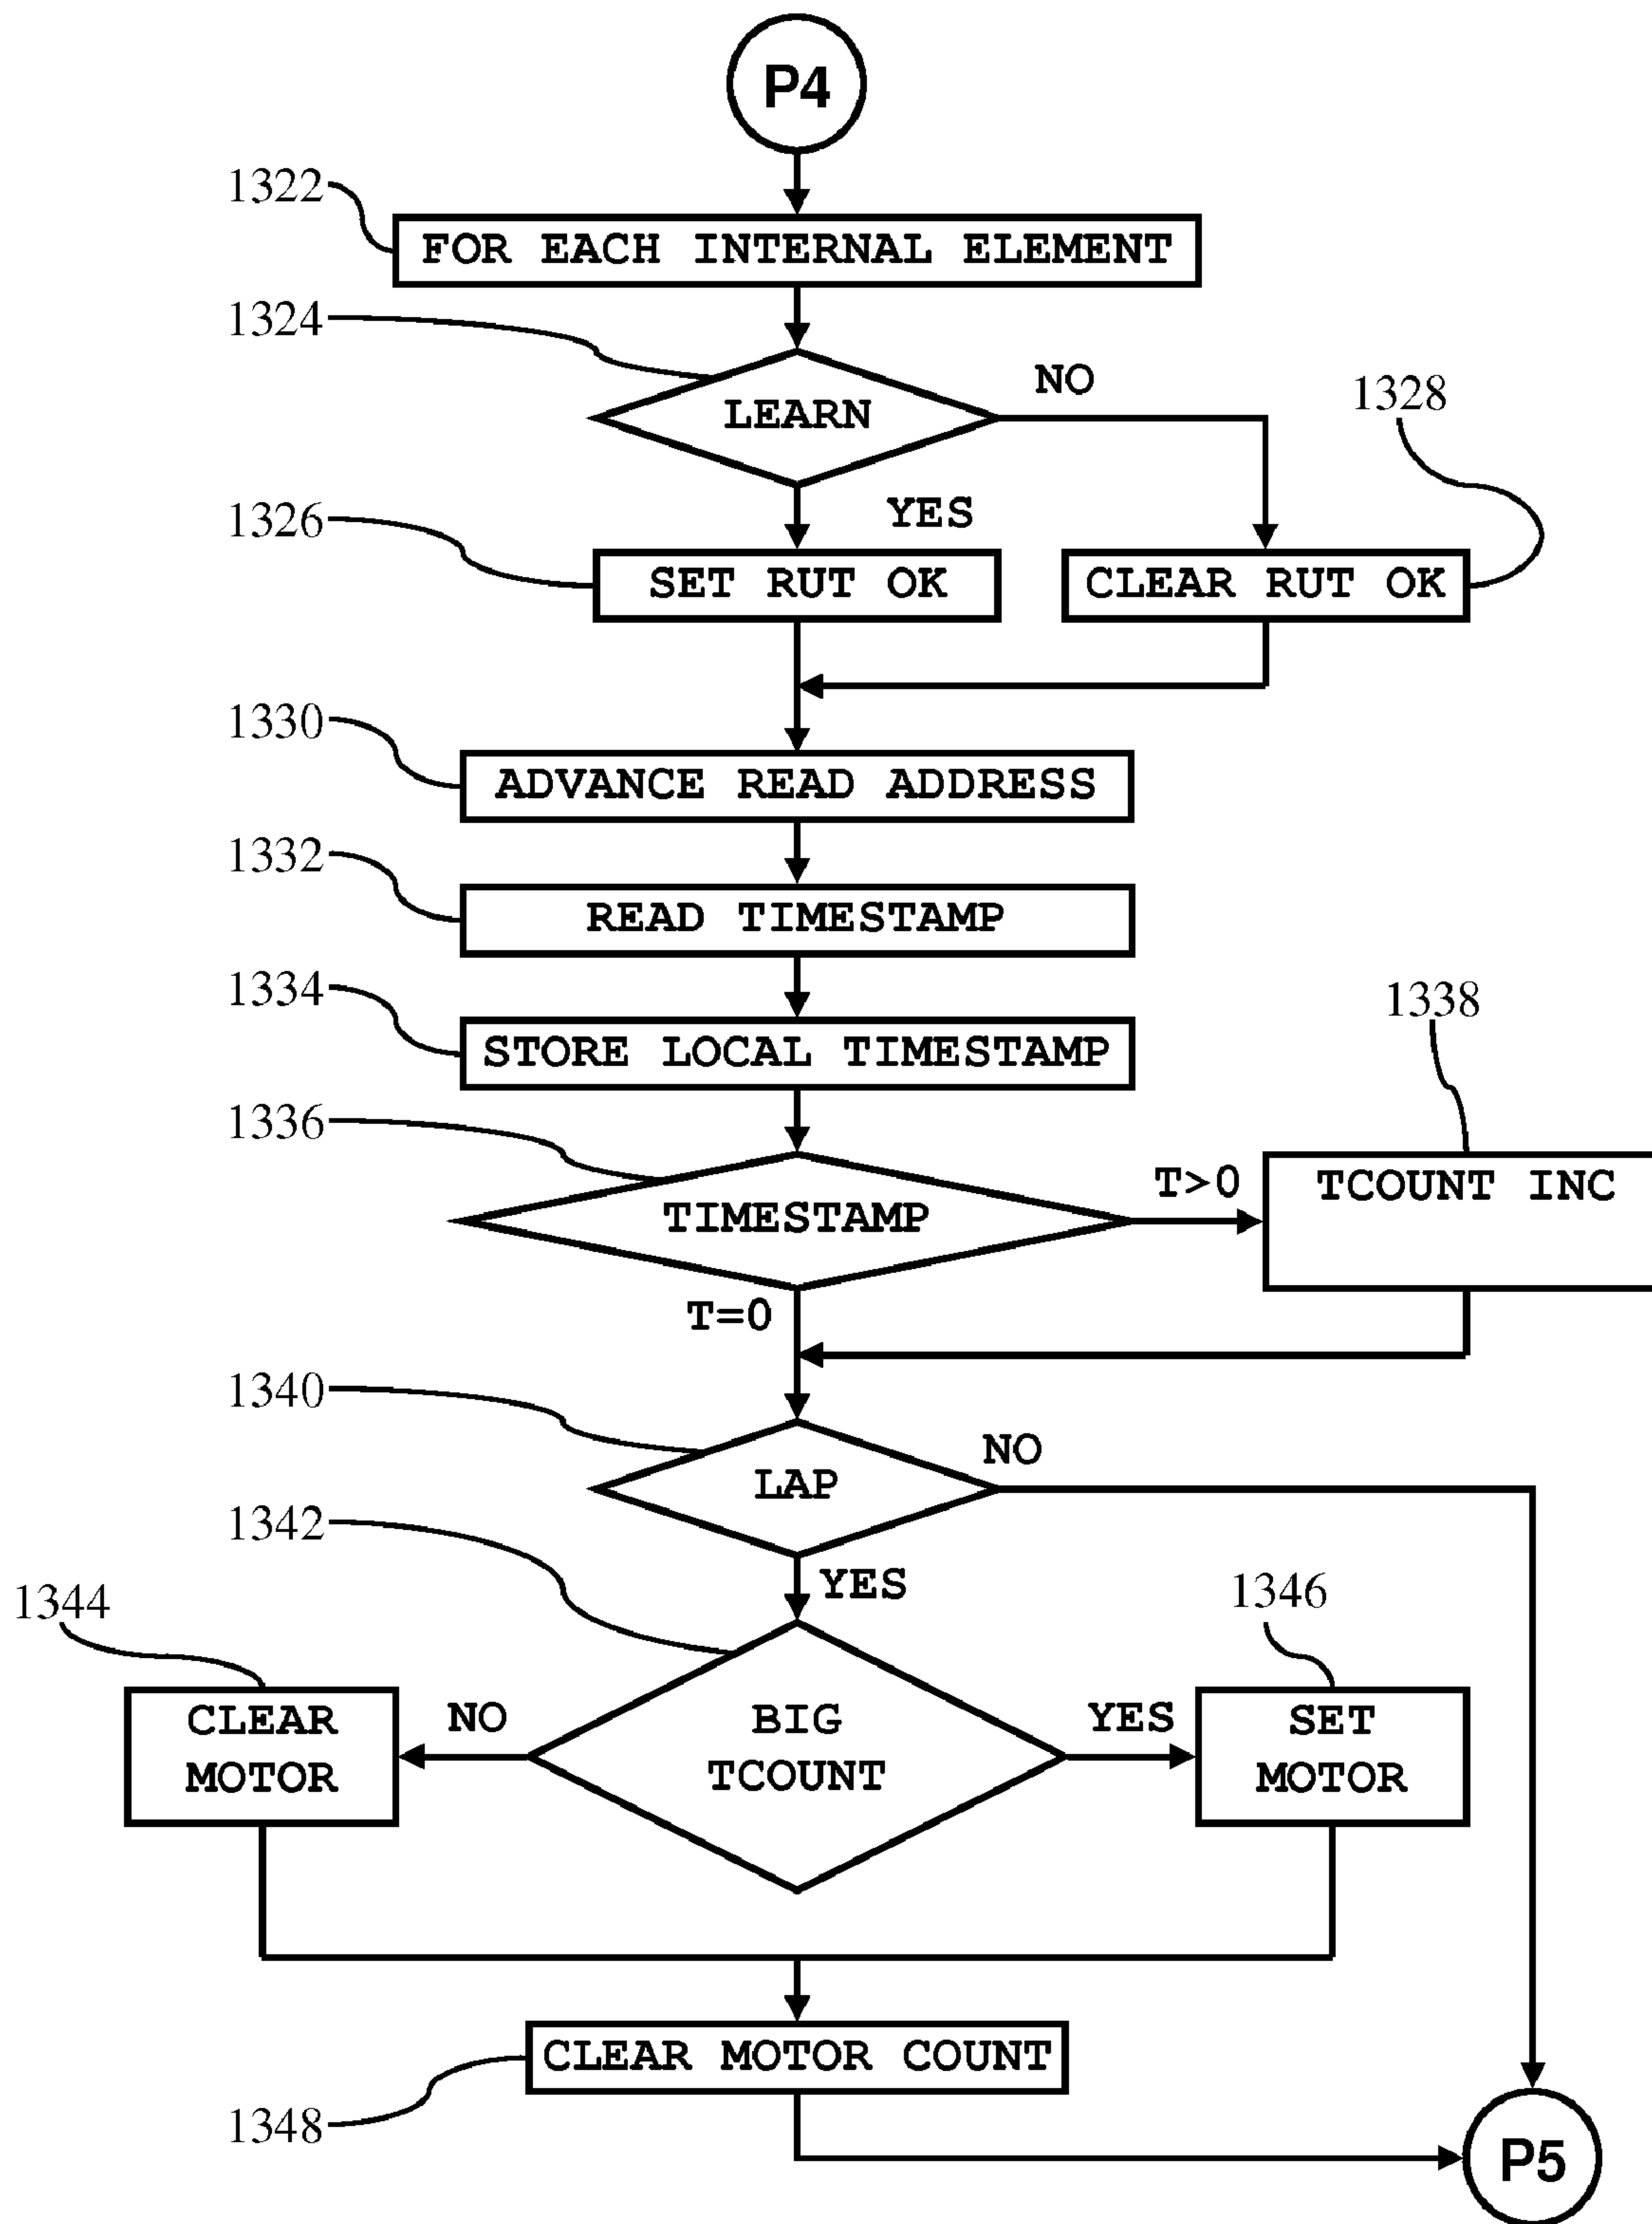 P4
1322
FOR EACH INTERNAL ELEMENT
1324
LEARN
NO
1328
YES
1326
SET RUT OK
CLEAR RUT OK
1330
ADVANCE READ ADDRESS
1332
READ TIMESTAMP
1334
STORE LOCAL TIMESTAMP
1338
1336
TIMESTAMP
T>0
TCOUNT INC
T=0
1340
LAP
NO
1342
YES
1344
1346
CLEAR
MOTOR
NO
BIG
TCOUNT
YES
SET
MOTOR
CLEAR MOTOR COUNT
1348
P5